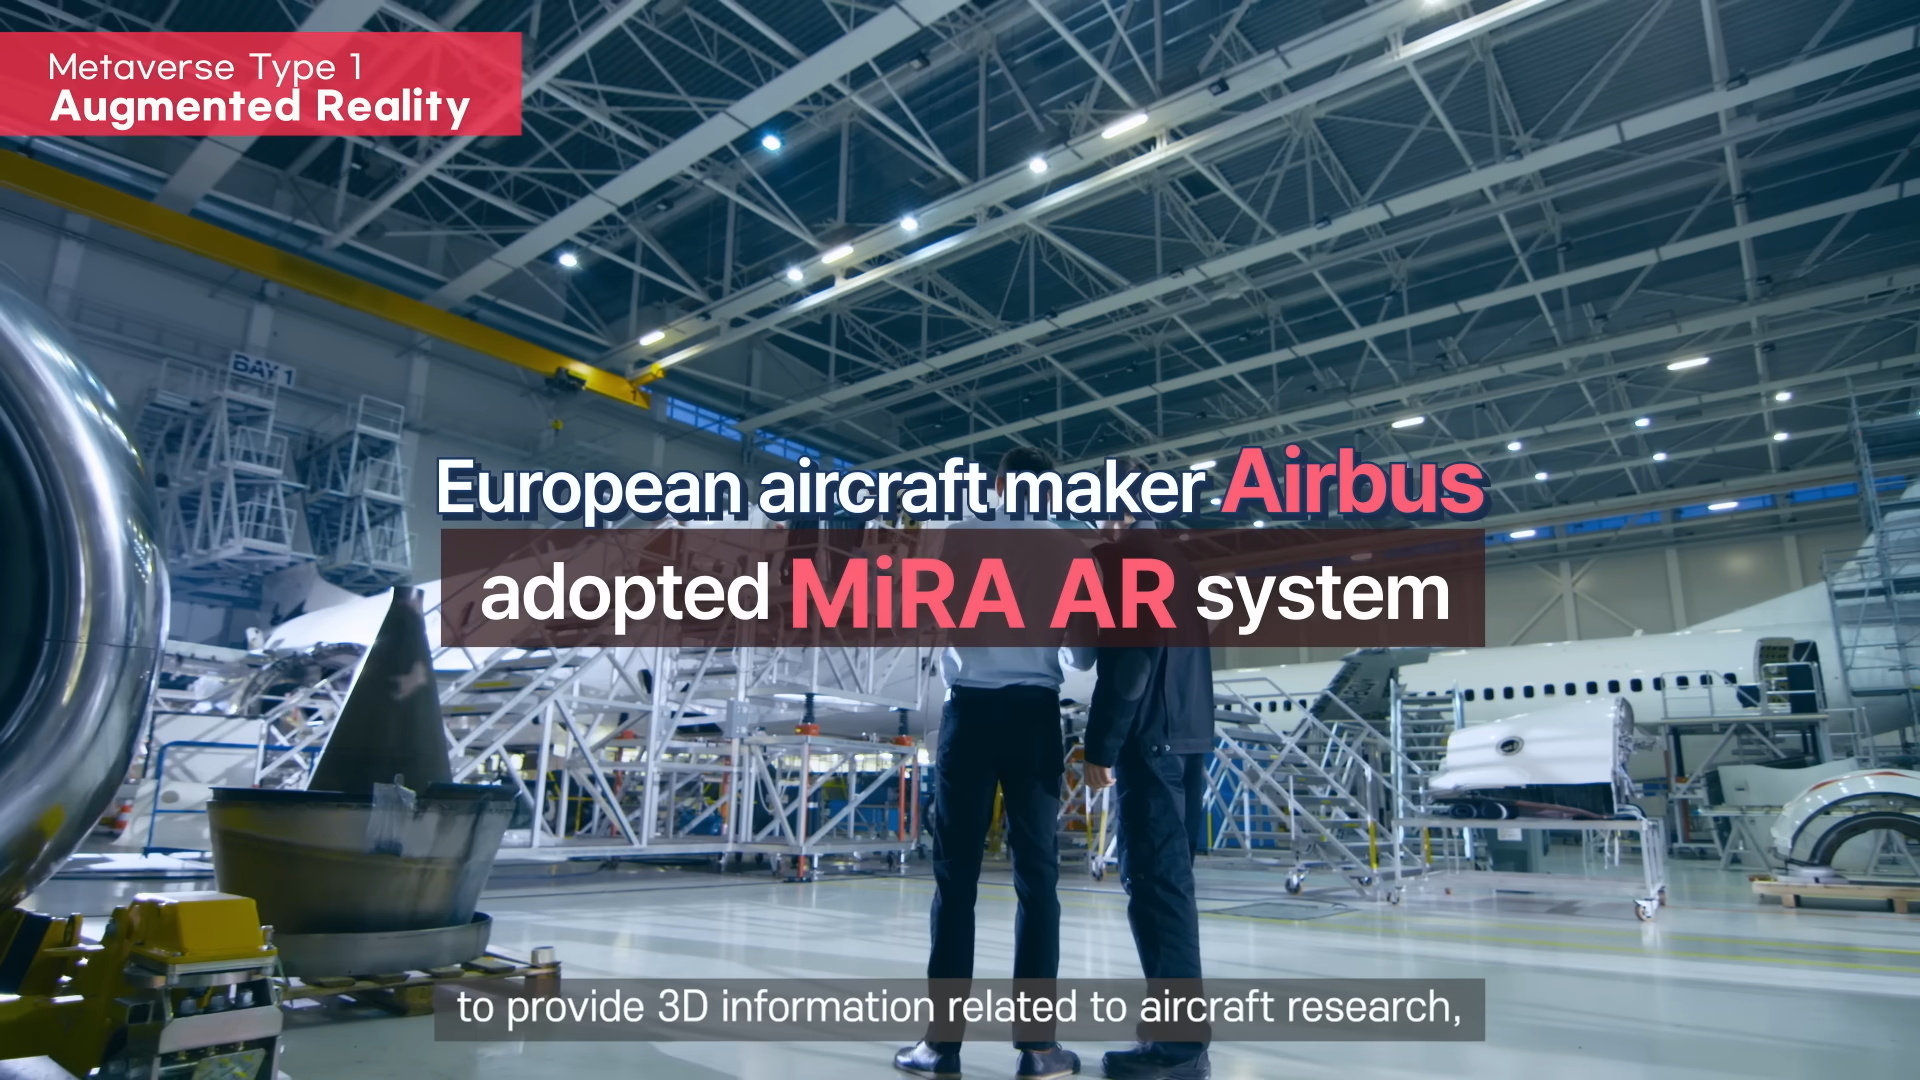 Metaverse Type 1
Augmented Reality
BAY 1
European aircraft maker Airbus
adopted MiRA AR system
to provide 3D information related to aircraft research,